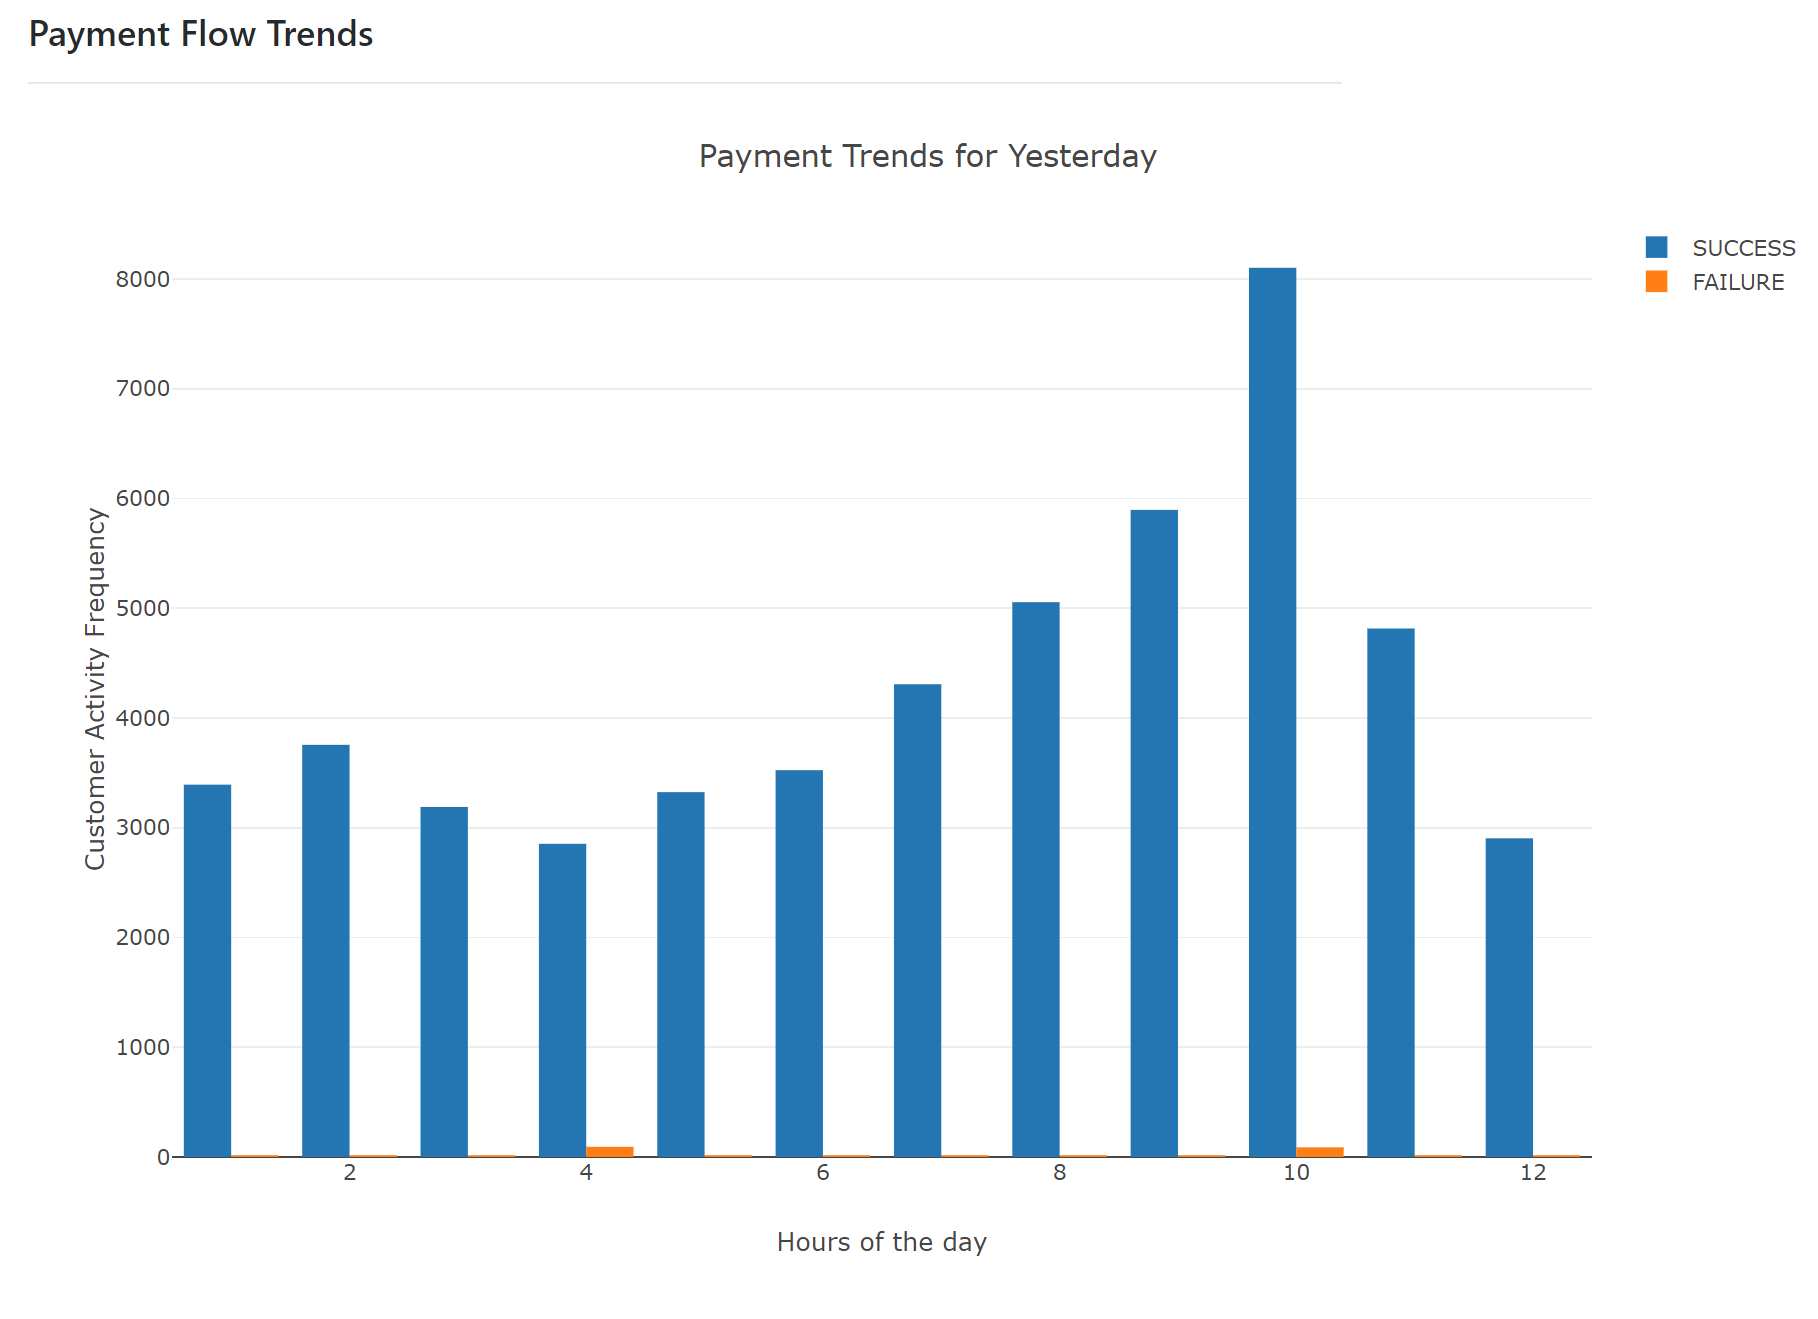 Payment Flow Trends
Payment Trends for Yesterday
SUCCESS
FAILURE
Customer Activity Frequency
8000
7000
6000
5000
4000
3000
2000
1000
0
2 4 6 8 10 12
Hours of the day